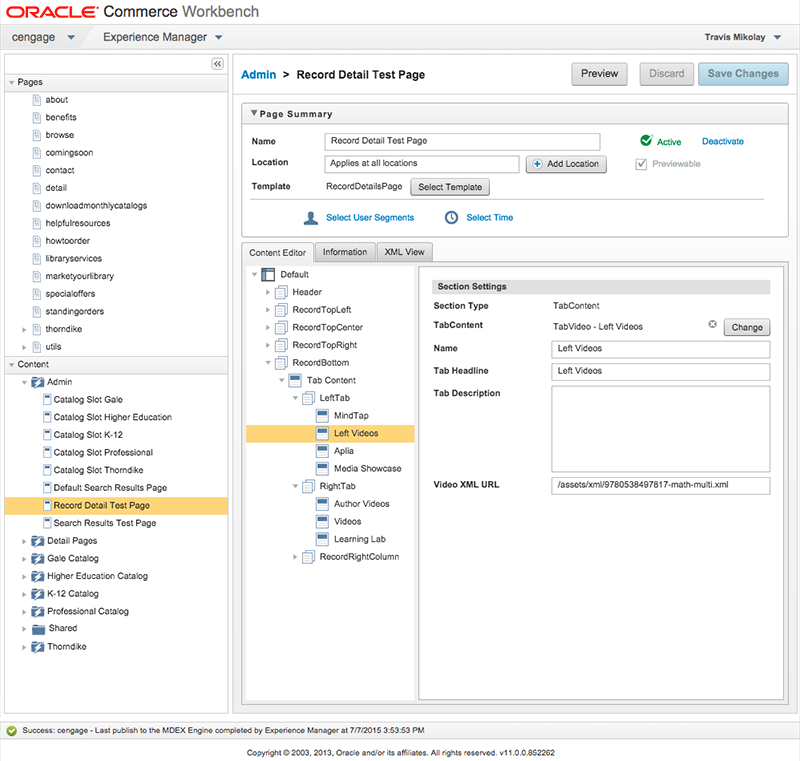 ORACLE® Commerce Workbench
cengage
Experience Manager
Travis Mikolay
Pages
about
benefits
browse
comingsoon
contact
detail
downloadmonthlycatalogs
helpfulresources
howtoorder
libraryservices
marketyourlibrary
specialoffers
standingorders
thorndike
utils
Content
Admin
Catalog Slot Gale
Catalog Slot Higher Education
Catalog Slot K-12
Catalog Slot Professional
Catalog Slot Thorndike
Default Search Results Page
Record Detail Test Page
Search Results Test Page
Detail Pages
Gale Catalog
Higher Education Catalog
K-12 Catalog
Professional Catalog
Shared
Thorndike
Admin > Record Detail Test Page
Preview
Discard
Save Changes
Page Summary
Name Record Detail Test Page Active Deactivate
Location Applies at all locations Add Location Previewable
Template RecordDetailsPage Select Template
Select User Segments Select Time
Content Editor Information XML View
Default
Header
RecordTopLeft
RecordTopCenter
RecordTopRight
RecordBottom
Tab Content
LeftTab
MindTap
Left Videos
Aplia
Media Showcase
RightTab
Author Videos
Videos
Learning Lab
RecordRightColumn
Section Settings
Section Type TabContent
TabContent TabVideo - Left Videos Change
Name Left Videos
Tab Headline Left Videos
Tab Description
Video XML URL /assets/xml/9780538497817-math-multi.xml
Success: cengage - Last publish to the MDEX Engine completed by Experience Manager at 7/7/2015 3:53:53 PM
Copyright © 2003, 2013, Oracle and/or its affiliates. All rights reserved. v11.0.0.852262